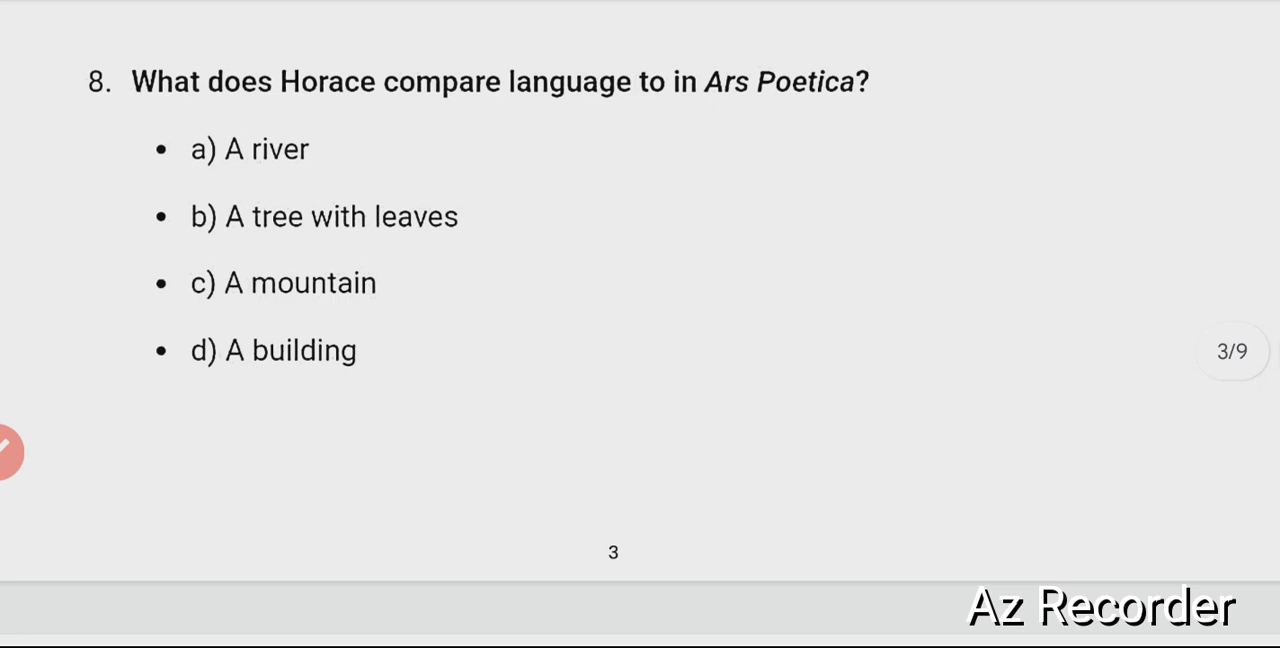 8. What does Horace compare language to in Ars Poetica?
• a) A river
• b) A tree with leaves
• c) A mountain
• d) A building
3/9
3
Az Recorder